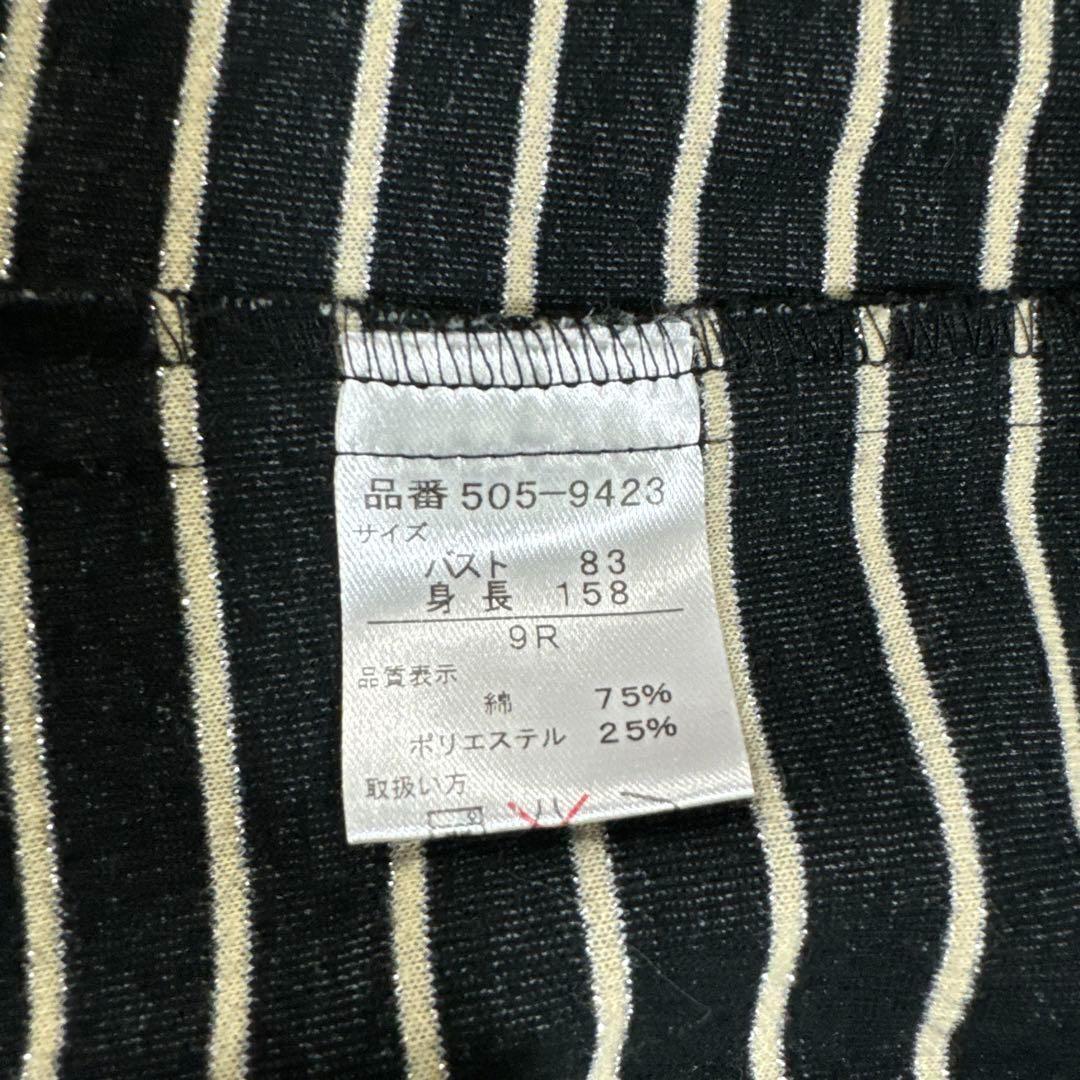 品番 505-9423
サイズ
バスト 83
身長 158
9R
品質表示
綿 75%
ポリエステル 25%
取扱い方